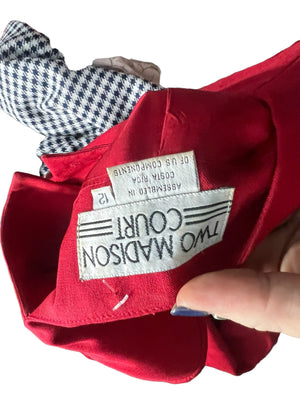 TWO MADISON
COURT
12
ASSEMBLED IN
COSTA RICA
OF US COMPONENTS